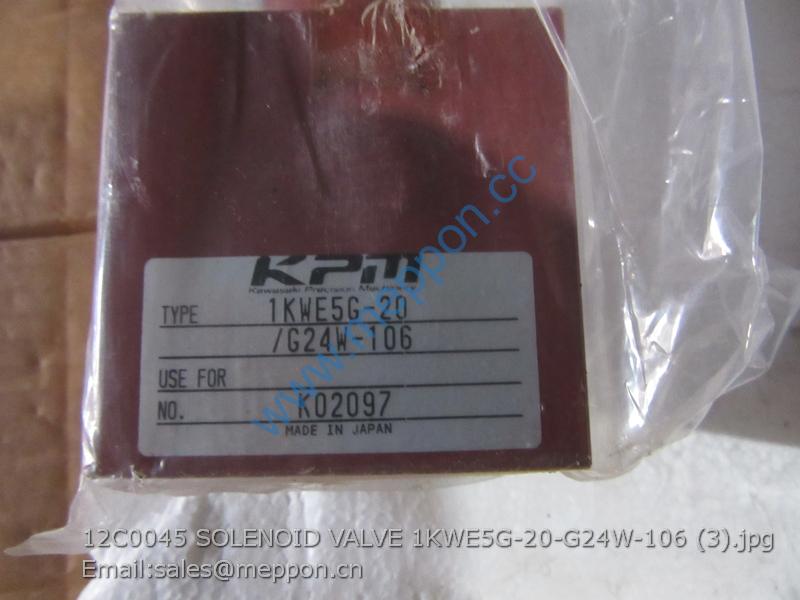 KPM
Kawasaki Precision Machinery
TYPE 1KWE5G-20
/G24W-106
USE FOR
NO. K02097
MADE IN JAPAN
www.meppon.cc
12C0045 SOLENOID VALVE 1KWE5G-20-G24W-106 (3).jpg
Email:sales@meppon.cn